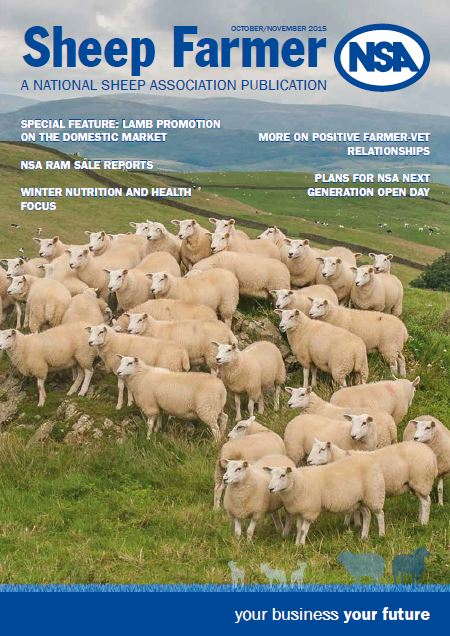 OCTOBER/NOVEMBER 2015
Sheep Farmer
NSA
A NATIONAL SHEEP ASSOCIATION PUBLICATION
SPECIAL FEATURE: LAMB PROMOTION
ON THE DOMESTIC MARKET
NSA RAM SALE REPORTS
WINTER NUTRITION AND HEALTH
FOCUS
MORE ON POSITIVE FARMER-VET
RELATIONSHIPS
PLANS FOR NSA NEXT
GENERATION OPEN DAY
your business your future